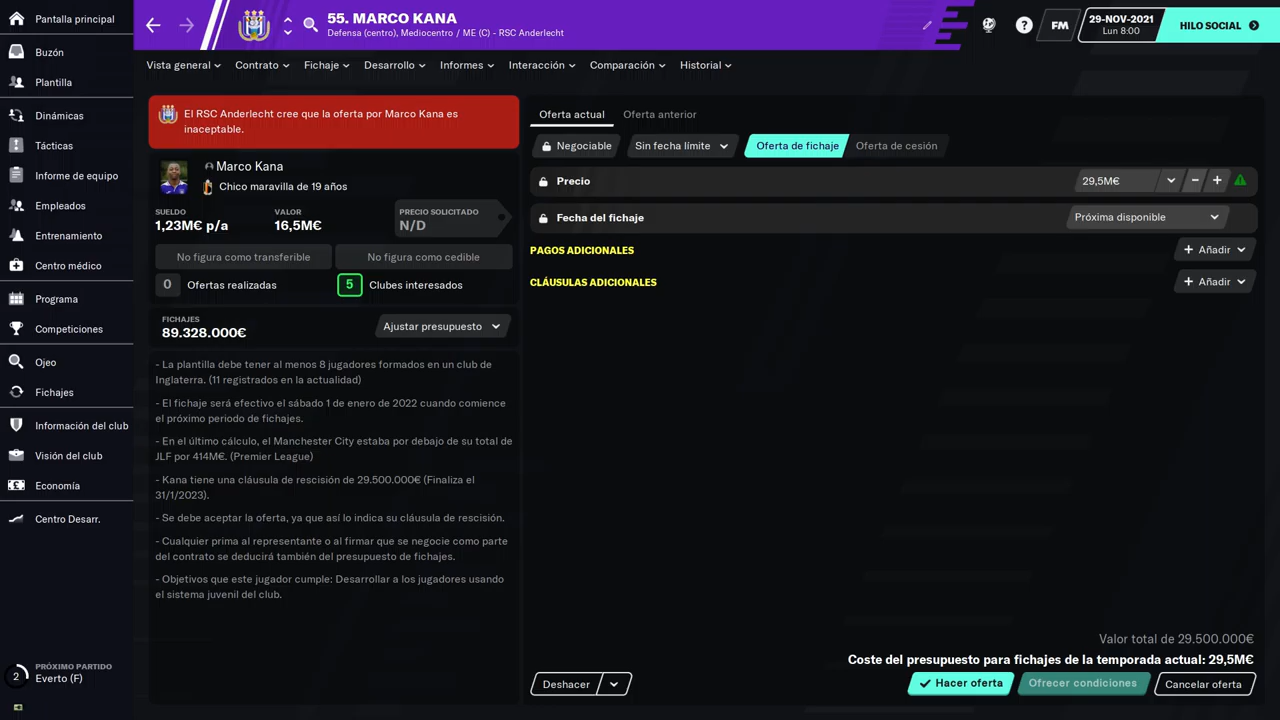 Pantalla principal
Buzón
Plantilla
Dinámicas
Tácticas
Informe de equipo
Empleados
Entrenamiento
Centro médico
Programa
Competiciones
Ojeo
Fichajes
Información del club
Visión del club
Economía
Centro Desarr.
2
PRÓXIMO PARTIDO
Everto (F)
55. MARCO KANA
Defensa (centro), Mediocentro / ME (C) - RSC Anderlecht
?
FM
29-NOV-2021
Lun 8:00
HILO SOCIAL
Vista general
Contrato
Fichaje
Desarrollo
Informes
Interacción
Comparación
Historial
El RSC Anderlecht cree que la oferta por Marco Kana es
inaceptable.
Marco Kana
Chico maravilla de 19 años
SUELDO
1,23M€ p/a
VALOR
16,5M€
PRECIO SOLICITADO
N/D
No figura como transferible
No figura como cedible
0 Ofertas realizadas
5 Clubes interesados
FICHAJES
89.328.000€
Ajustar presupuesto
- La plantilla debe tener al menos 8 jugadores formados en un club de
Inglaterra. (11 registrados en la actualidad)
- El fichaje será efectivo el sábado 1 de enero de 2022 cuando comience
el próximo periodo de fichajes.
- En el último cálculo, el Manchester City estaba por debajo de su total de
JLF por 414M€. (Premier League)
- Kana tiene una cláusula de rescisión de 29.500.000€ (Finaliza el
31/1/2023).
- Se debe aceptar la oferta, ya que así lo indica su cláusula de rescisión.
- Cualquier prima al representante o al firmar que se negocie como parte
del contrato se deducirá también del presupuesto de fichajes.
- Objetivos que este jugador cumple: Desarrollar a los jugadores usando
el sistema juvenil del club.
Oferta actual
Oferta anterior
Negociable
Sin fecha límite
Oferta de fichaje
Oferta de cesión
Precio
29,5M€
Fecha del fichaje
Próxima disponible
PAGOS ADICIONALES
+ Añadir
CLÁUSULAS ADICIONALES
+ Añadir
Valor total de 29.500.000€
Coste del presupuesto para fichajes de la temporada actual: 29,5M€
Deshacer
Hacer oferta
Ofrecer condiciones
Cancelar oferta